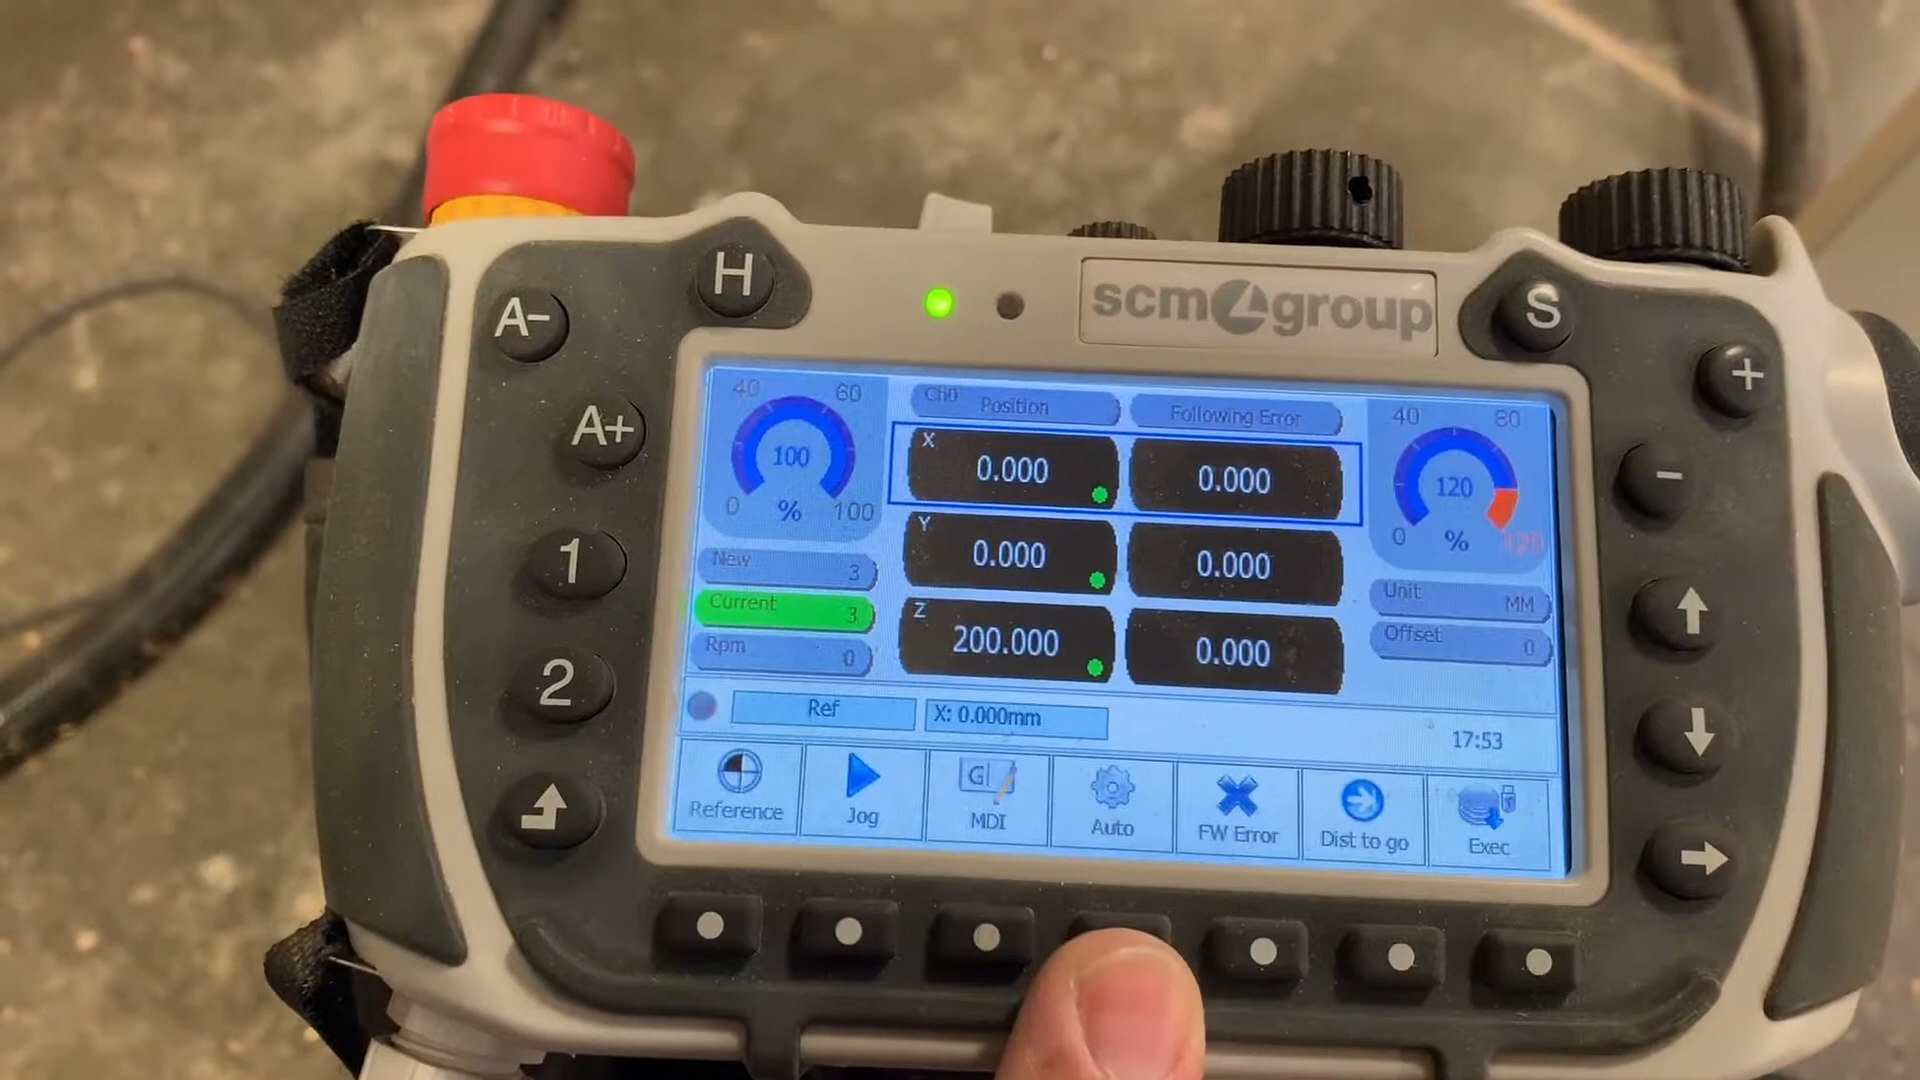 H
A-
scm group
S
+
A+
-
1
2
40 60
100
0 % 100
CH0 Position
Following Error
40 80
120
0 % 120
X 0.000
0.000
Y 0.000
0.000
Z 200.000
0.000
New 3
Current 3
Rpm 0
Unit MM
Offset 0
Ref
X: 0.000mm
17:53
Reference
Jog
G
MDI
Auto
FW Error
Dist to go
Exec